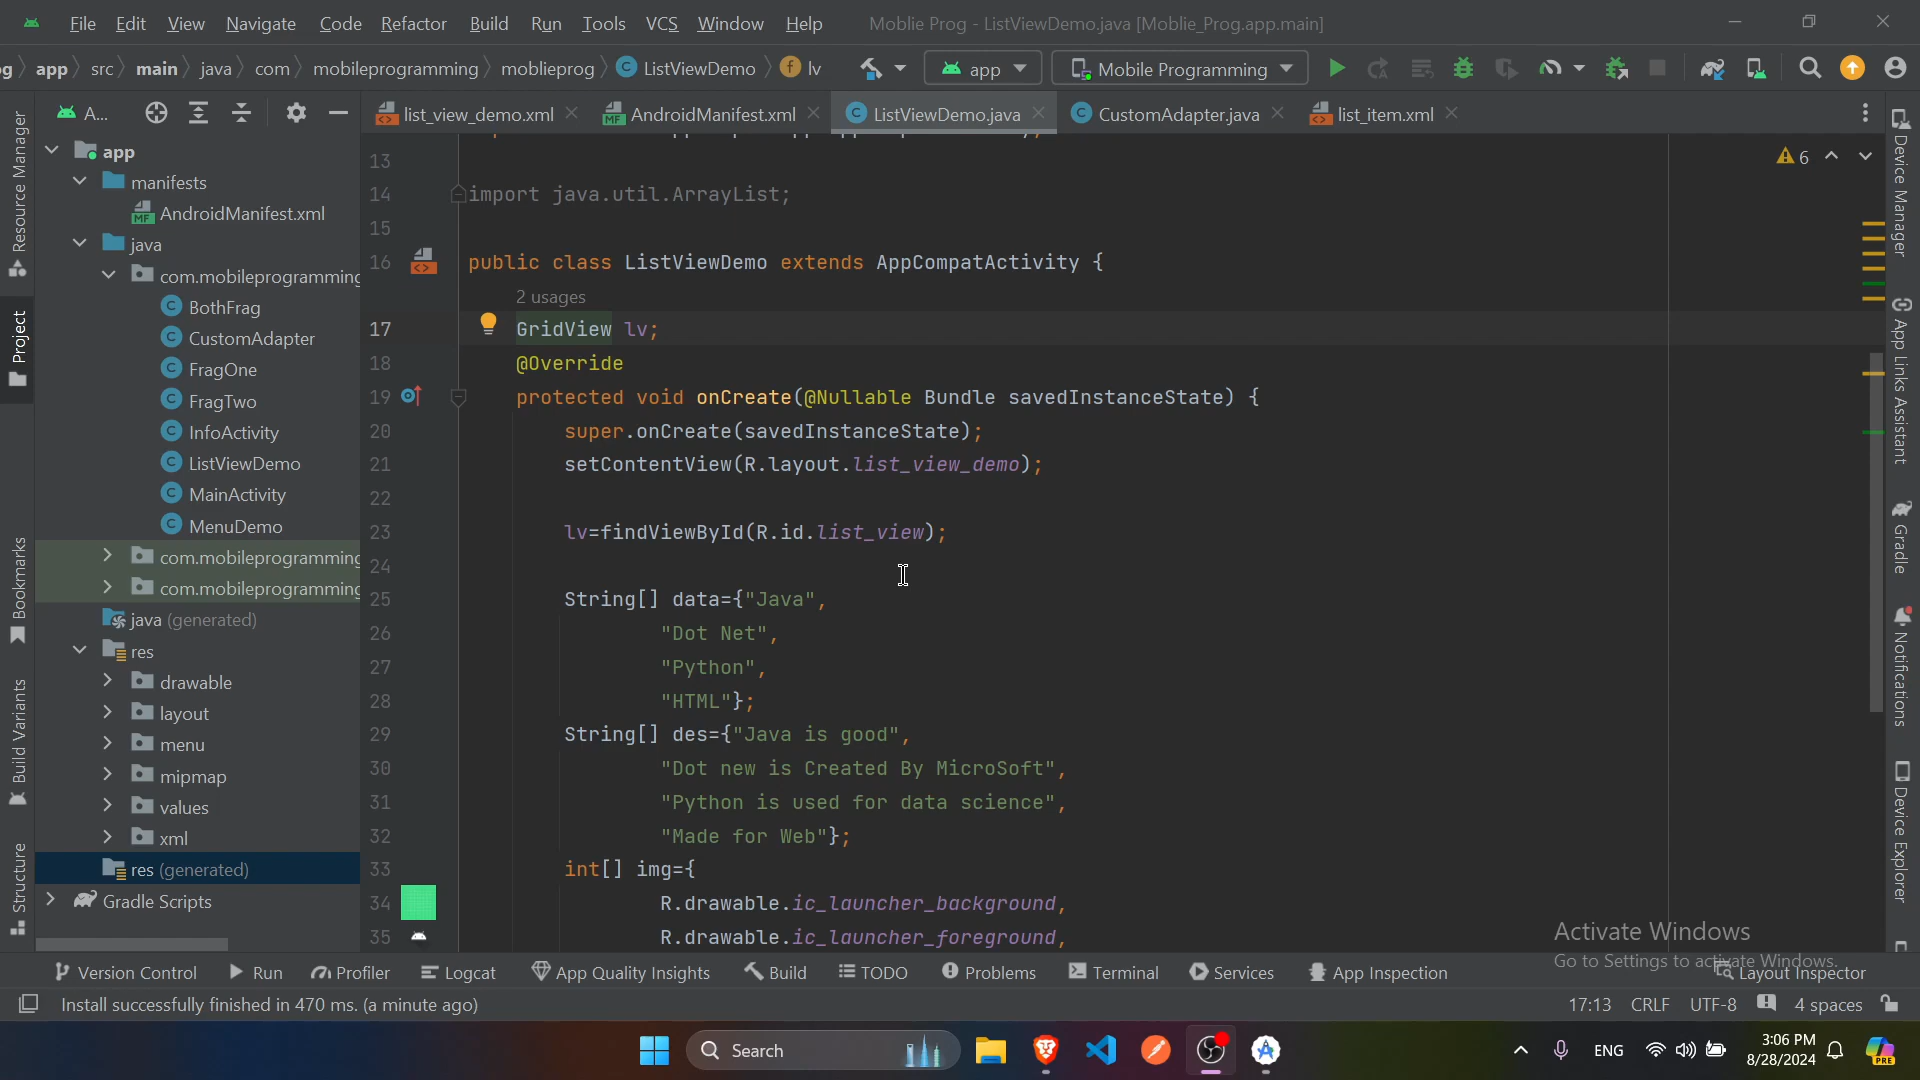 File Edit View Navigate Code Refactor Build Run Tools VCS Window Help Moblie Prog - ListViewDemo.java [Moblie_Prog.app.main]
g app src main java com mobileprogramming moblieprog ListViewDemo lv app Mobile Programming
A... list_view_demo.xml AndroidManifest.xml ListViewDemo.java CustomAdapter.java list_item.xml
Resource Manager
Project
Bookmarks
Build Variants
Structure
app
manifests
AndroidManifest.xml
java
com.mobileprogramming
BothFrag
CustomAdapter
FragOne
FragTwo
InfoActivity
ListViewDemo
MainActivity
MenuDemo
com.mobileprogramming
com.mobileprogramming
java (generated)
res
drawable
layout
menu
mipmap
values
xml
res (generated)
Gradle Scripts
6
13
14 import java.util.ArrayList;
15
16 public class ListViewDemo extends AppCompatActivity {
2 usages
17 GridView lv;
18 @Override
19 protected void onCreate(@Nullable Bundle savedInstanceState) {
20 super.onCreate(savedInstanceState);
21 setContentView(R.layout.list_view_demo);
22
23 lv=findViewById(R.id.list_view);
24
25 String[] data={"Java",
26 "Dot Net",
27 "Python",
28 "HTML"};
29 String[] des={"Java is good",
30 "Dot new is Created By MicroSoft",
31 "Python is used for data science",
32 "Made for Web"};
33 int[] img={
34 R.drawable.ic_launcher_background,
35 R.drawable.ic_launcher_foreground,
Device Manager
App Links Assistant
Gradle
Notifications
Device Explorer
Activate Windows
Go to Settings to activate Windows.
Version Control Run Profiler Logcat App Quality Insights Build TODO Problems Terminal Services App Inspection Layout Inspector
Install successfully finished in 470 ms. (a minute ago) 17:13 CRLF UTF-8 4 spaces
Search ENG 3:06 PM
8/28/2024
PRE